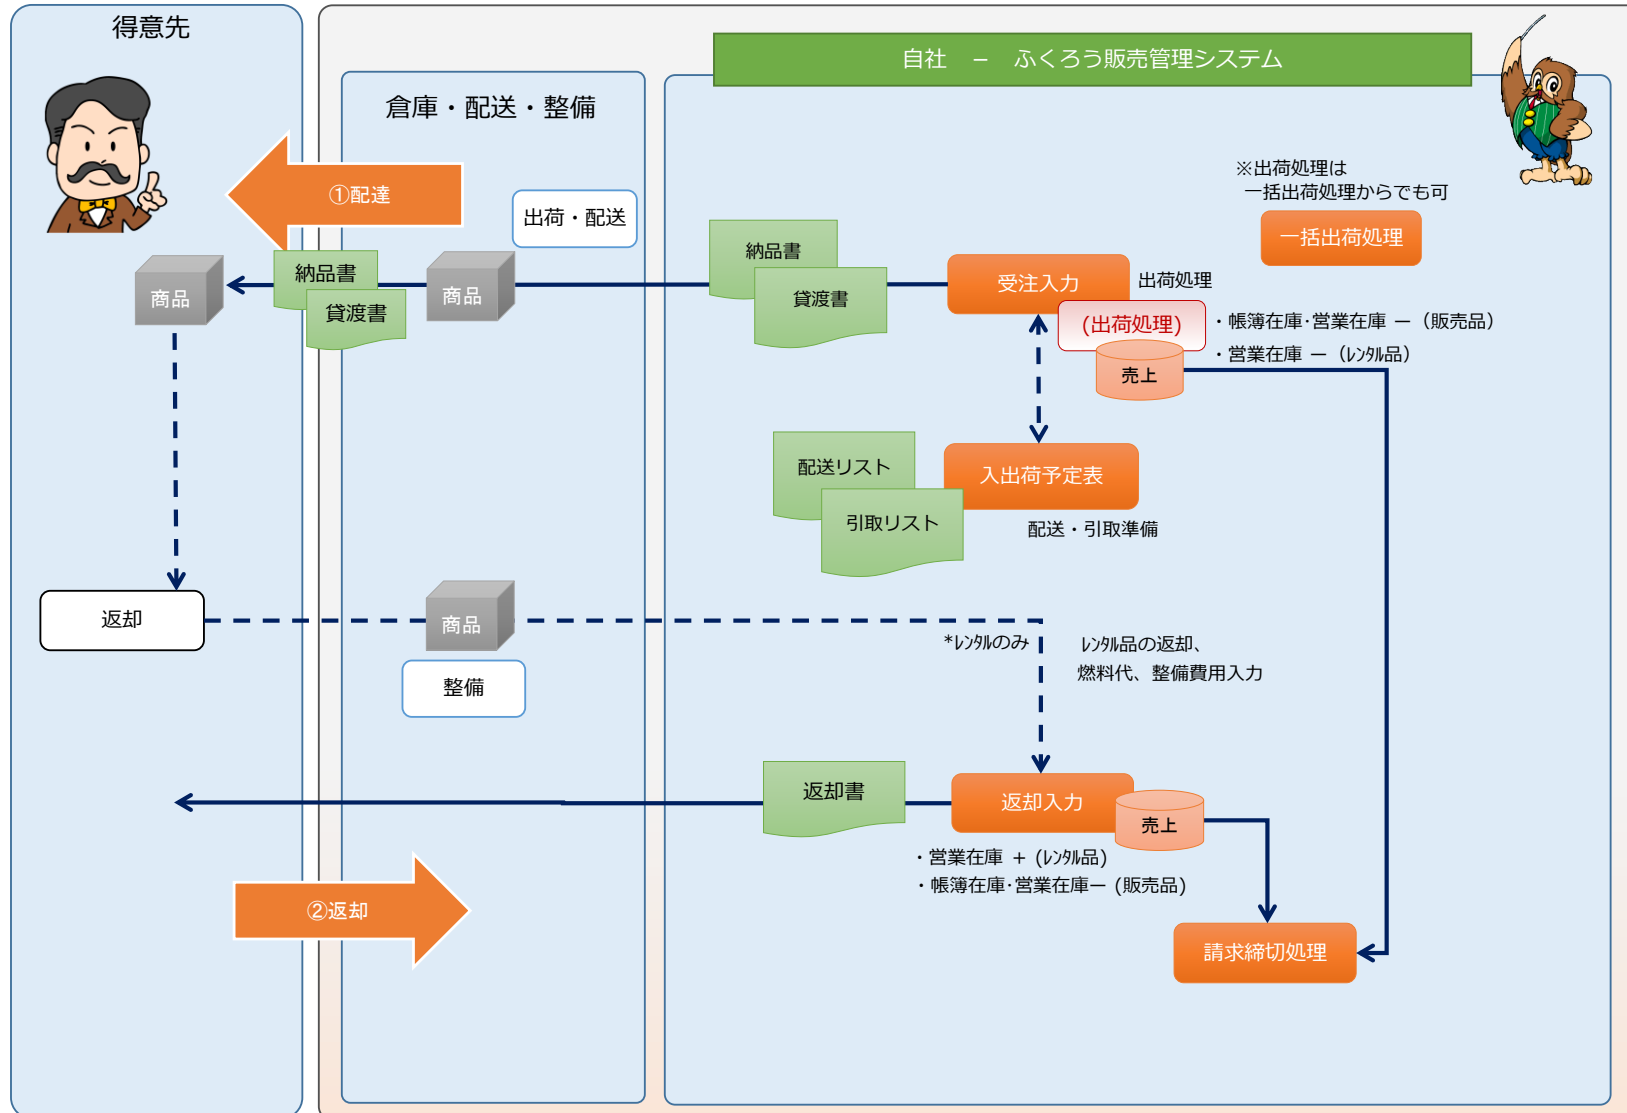 得意先
自社 － ふくろう販売管理システム
倉庫・配送・整備
①配達
出荷・配送
※出荷処理は
一括出荷処理からでも可
一括出荷処理
納品書
貸渡書
商品
納品書
貸渡書
商品
受注入力
出荷処理
(出荷処理)
・帳簿在庫･営業在庫 ー（販売品）
・営業在庫 ー（ﾚﾝﾀﾙ品）
売上
配送リスト
引取リスト
入出荷予定表
配送・引取準備
返却
商品
整備
*ﾚﾝﾀﾙのみ
ﾚﾝﾀﾙ品の返却、
燃料代、整備費用入力
返却書
返却入力
売上
・営業在庫 + (ﾚﾝﾀﾙ品)
・帳簿在庫･営業在庫ー (販売品)
②返却
請求締切処理